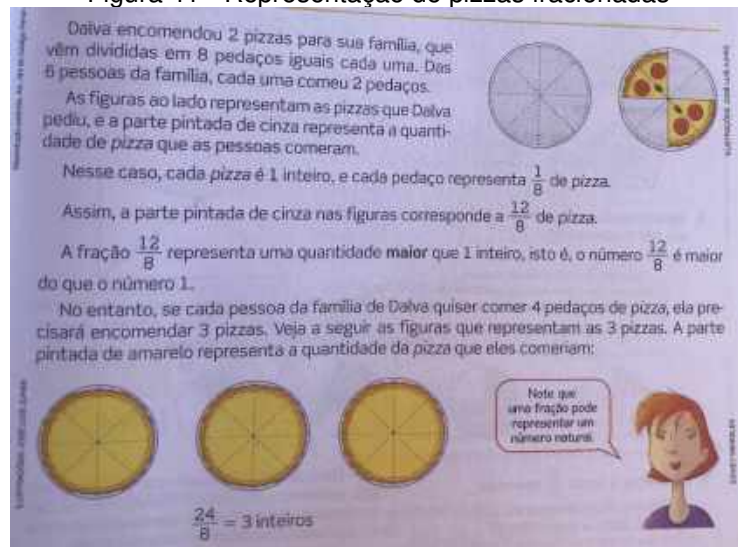 Dalva encomendou 2 pizzas para sua família, que
vêm divididas em 8 pedaços iguais cada uma. Das
6 pessoas da família, cada uma comeu 2 pedaços.
As figuras ao lado representam as pizzas que Dalva
pediu, e a parte pintada de cinza representa a quanti-
dade de pizza que as pessoas comeram.
Nesse caso, cada pizza é 1 inteiro, e cada pedaço representa 1/8 de pizza.
Assim, a parte pintada de cinza nas figuras corresponde a 12/8 de pizza.
A fração 12/8 representa uma quantidade maior que 1 inteiro, isto é, o número 12/8 é maior
do que o número 1.
No entanto, se cada pessoa da família de Dalva quiser comer 4 pedaços de pizza, ela pre-
cisará encomendar 3 pizzas. Veja a seguir as figuras que representam as 3 pizzas. A parte
pintada de amarelo representa a quantidade da pizza que eles comeriam:
Note que
uma fração pode
representar um
número natural.
24/8 = 3 inteiros